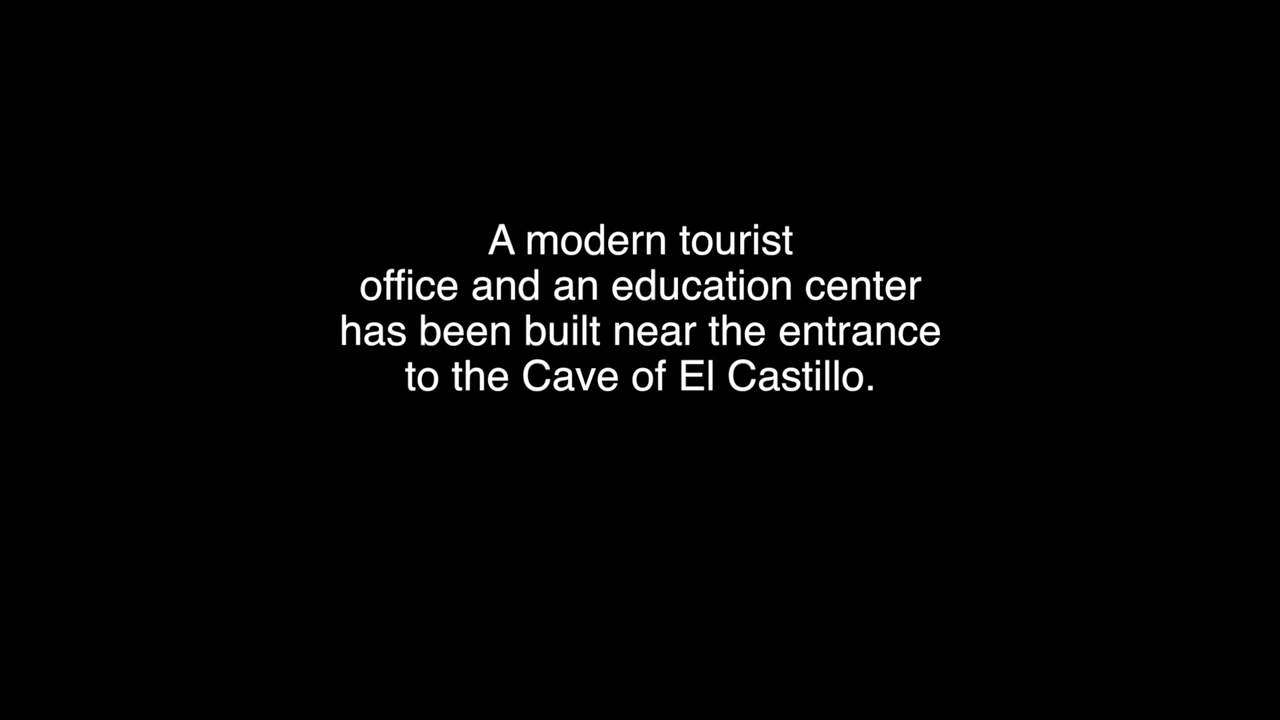 A modern tourist
office and an education center
has been built near the entrance
to the Cave of El Castillo.